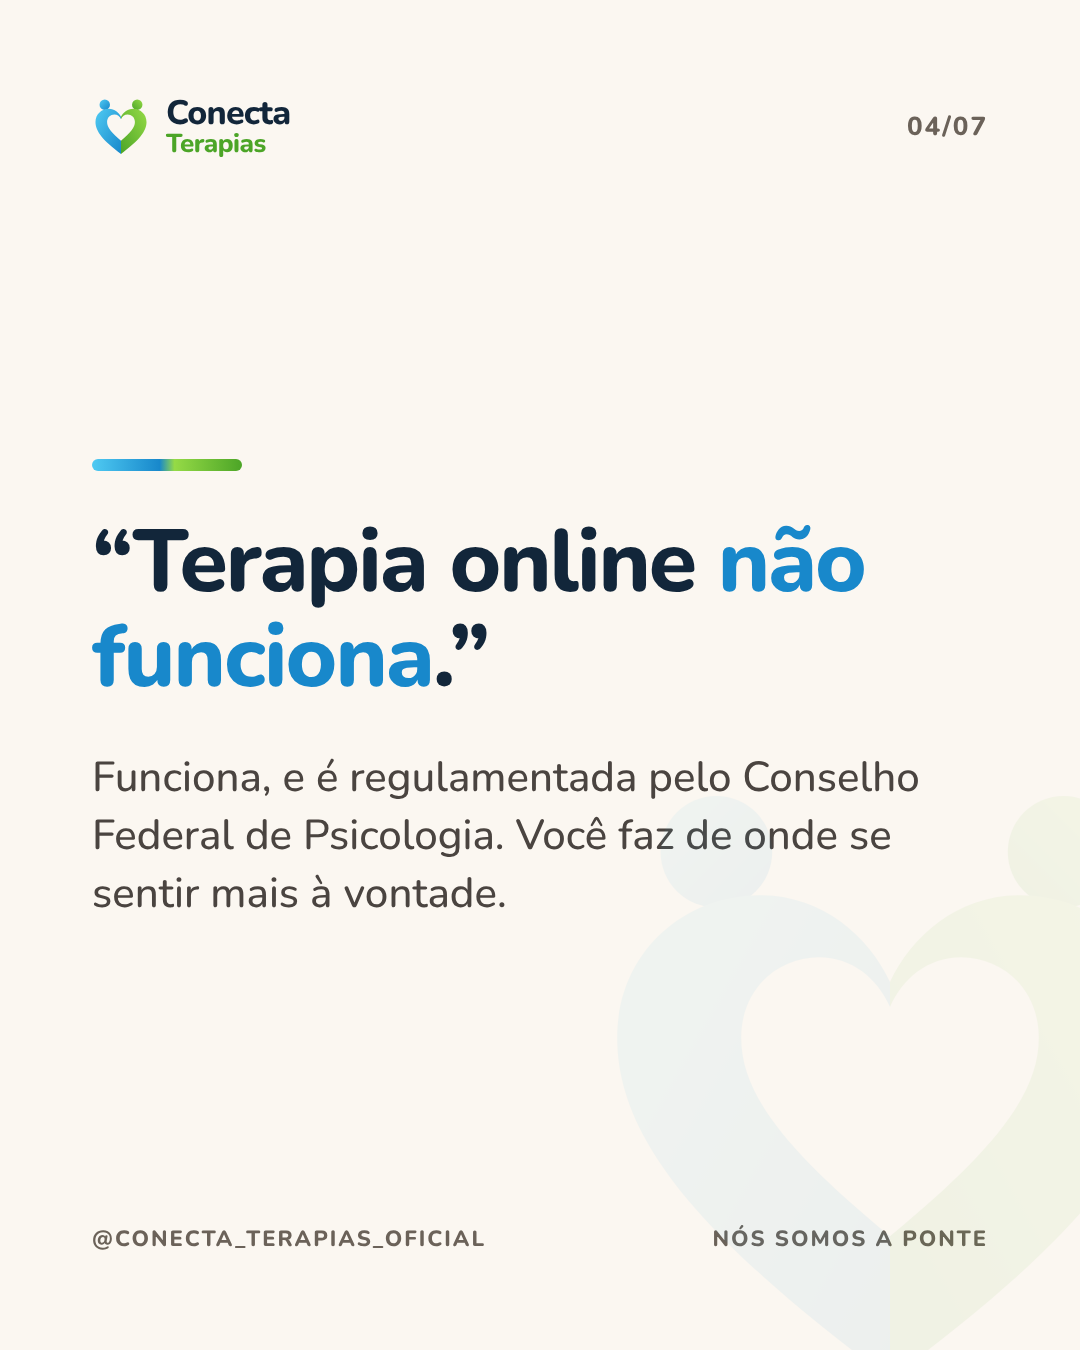 Conecta
Terapias
04/07
“Terapia online não
funciona.”
Funciona, e é regulamentada pelo Conselho
Federal de Psicologia. Você faz de onde se
sentir mais à vontade.
@CONECTA_TERAPIAS_OFICIAL
NÓS SOMOS A PONTE